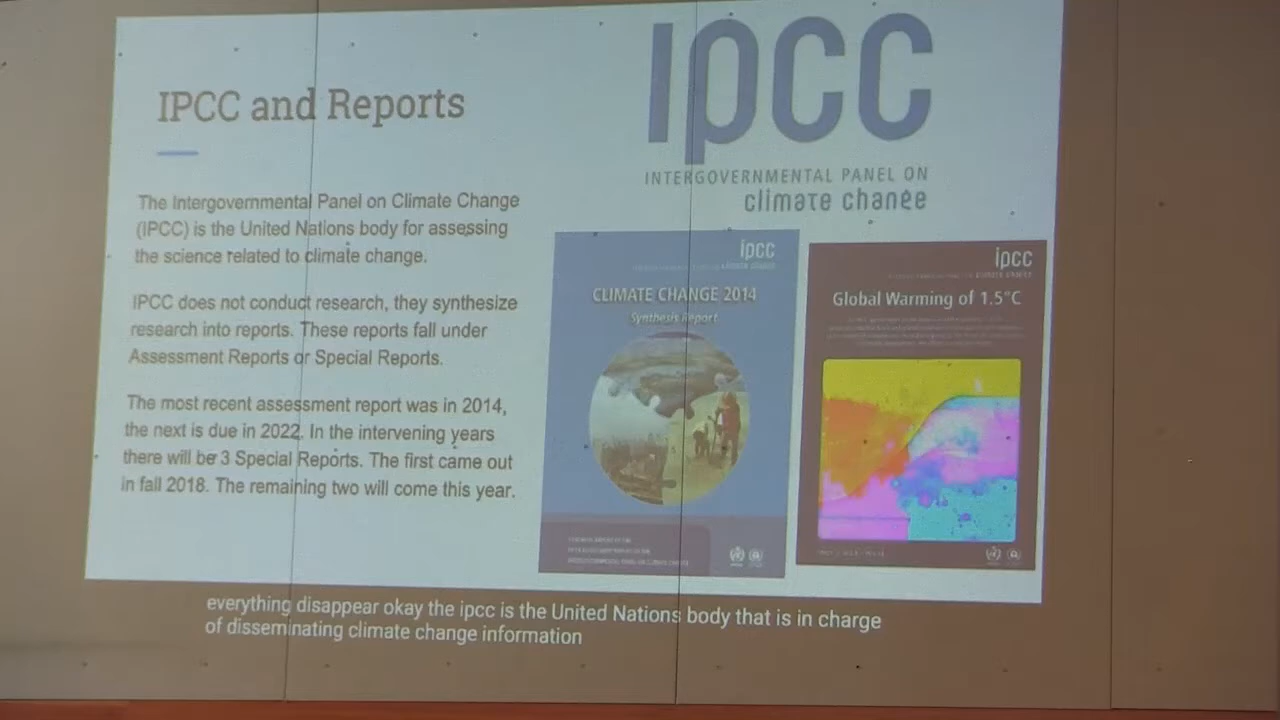 IPCC and Reports
The Intergovernmental Panel on Climate Change
(IPCC) is the United Nations body for assessing
the science related to climate change.
IPCC does not conduct research, they synthesize
research into reports. These reports fall under
Assessment Reports or Special Reports.
The most recent assessment report was in 2014,
the next is due in 2022. In the intervening years
there will be 3 Special Reports. The first came out
in fall 2018. The remaining two will come this year.
ipcc
INTERGOVERNMENTAL PANEL ON
climate change
ipcc
CLIMATE CHANGE 2014
Synthesis Report
ipcc
Global Warming of 1.5°C
everything disappear okay the ipcc is the United Nations body that is in charge
of disseminating climate change information